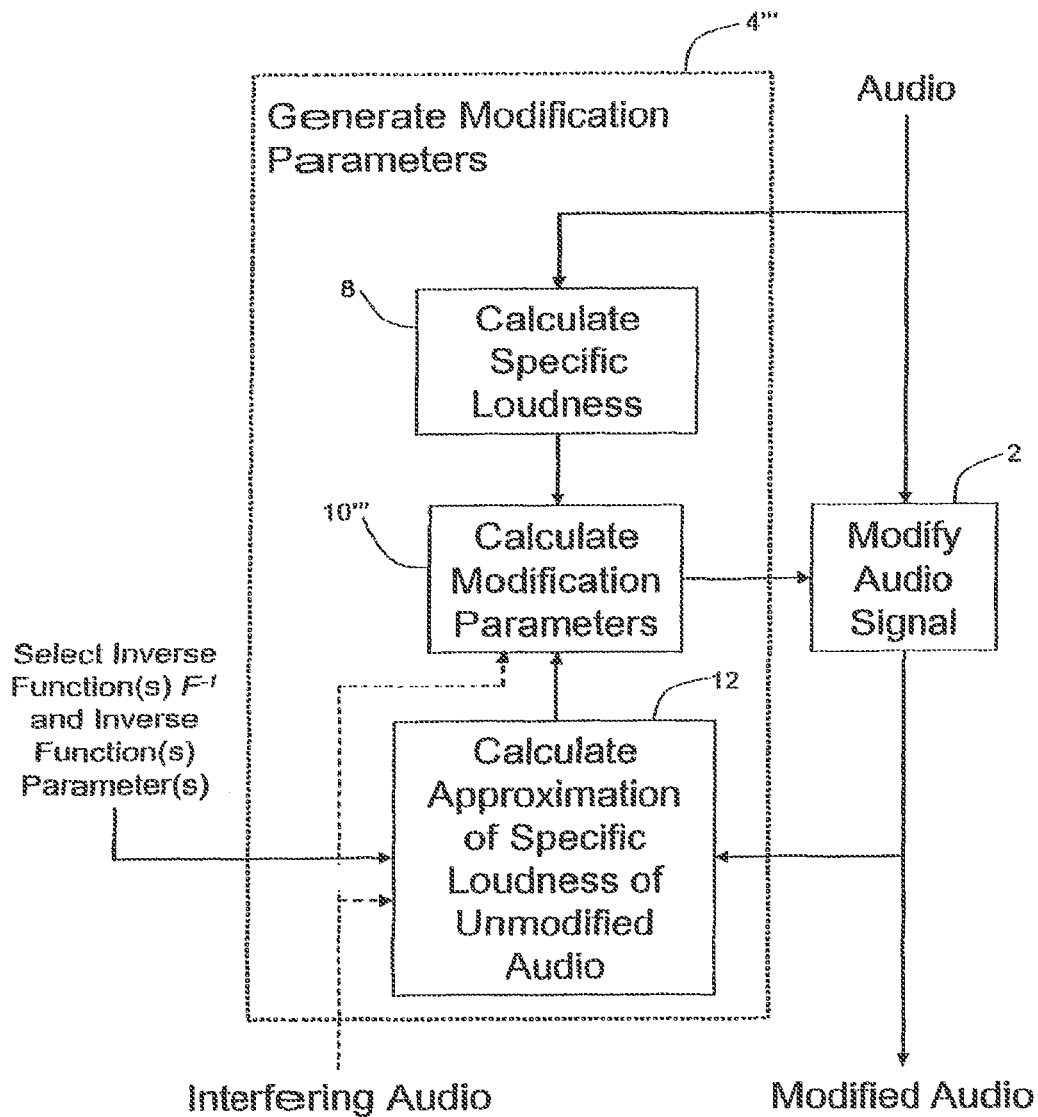 4'''
Audio
Generate Modification
Parameters
8
Calculate
Specific
Loudness
2
10'''
Calculate
Modification
Parameters
Modify
Audio
Signal
Select Inverse
Function(s) F⁻¹
and Inverse
Function(s)
Parameter(s)
12
Calculate
Approximation
of Specific
Loudness of
Unmodified
Audio
Interfering Audio
Modified Audio